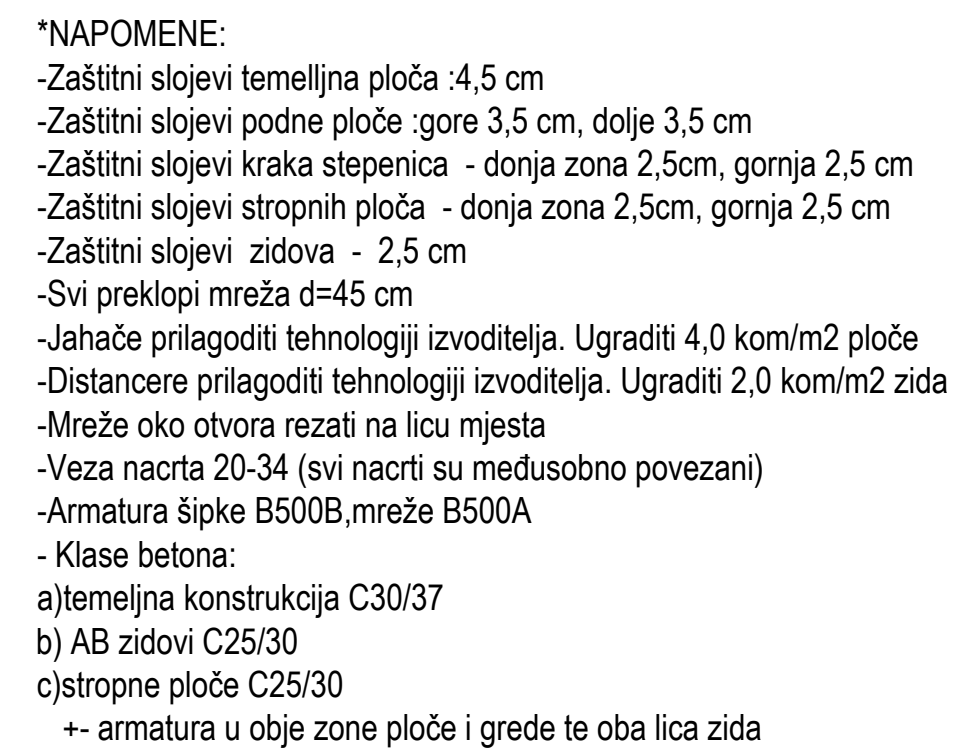 *NAPOMENE:
-Zaštitni slojevi temelljna ploča :4,5 cm
-Zaštitni slojevi podne ploče :gore 3,5 cm, dolje 3,5 cm
-Zaštitni slojevi kraka stepenica - donja zona 2,5cm, gornja 2,5 cm
-Zaštitni slojevi stropnih ploča - donja zona 2,5cm, gornja 2,5 cm
-Zaštitni slojevi zidova - 2,5 cm
-Svi preklopi mreža d=45 cm
-Jahače prilagoditi tehnologiji izvoditelja. Ugraditi 4,0 kom/m2 ploče
-Distancere prilagoditi tehnologiji izvoditelja. Ugraditi 2,0 kom/m2 zida
-Mreže oko otvora rezati na licu mjesta
-Veza nacrta 20-34 (svi nacrti su međusobno povezani)
-Armatura šipke B500B,mreže B500A
- Klase betona:
a)temeljna konstrukcija C30/37
b) AB zidovi C25/30
c)stropne ploče C25/30
+- armatura u obje zone ploče i grede te oba lica zida